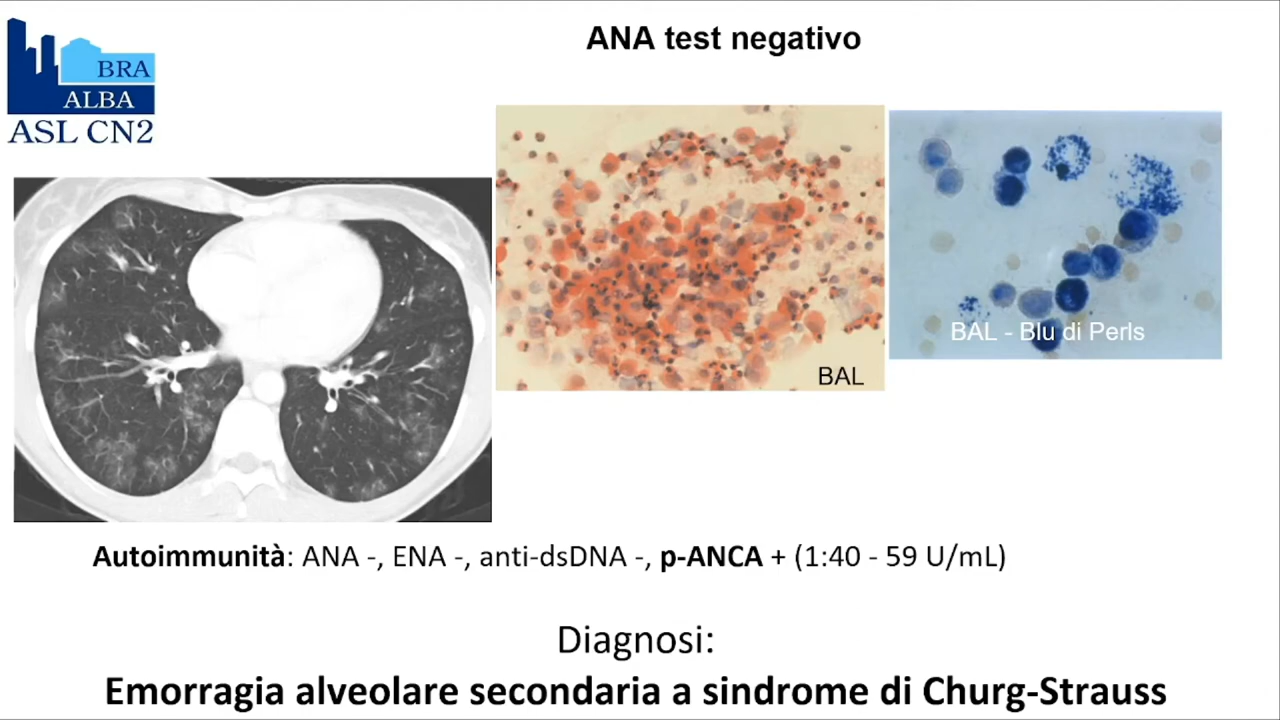 BRA
ALBA
ASL CN2
ANA test negativo
BAL
BAL - Blu di Perls
Autoimmunità: ANA -, ENA -, anti-dsDNA -, p-ANCA + (1:40 - 59 U/mL)
Diagnosi:
Emorragia alveolare secondaria a sindrome di Churg-Strauss